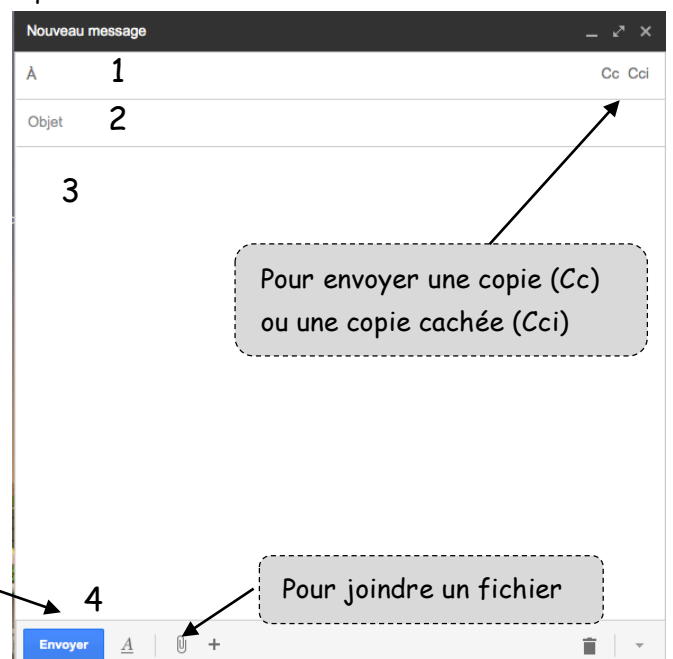 Nouveau message
À 1 Cc Cci
Objet 2
3
Pour envoyer une copie (Cc)
ou une copie cachée (Cci)
Pour joindre un fichier
4
Envoyer A